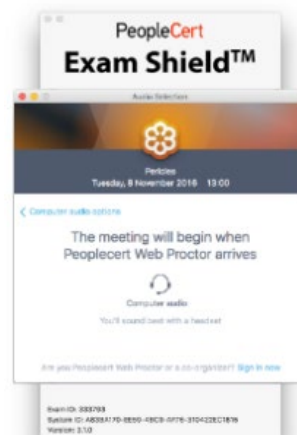 PeopleCert
Exam Shield™
Audio Selection
Pericles
Tuesday, 8 November 2016 13:00
Computer audio options
The meeting will begin when
Peoplecert Web Proctor arrives
Computer audio
You'll sound best with a headset
Are you Peoplecert Web Proctor or a co-organizer? Sign in now
Exam ID: 333793
Version: 3.1.0